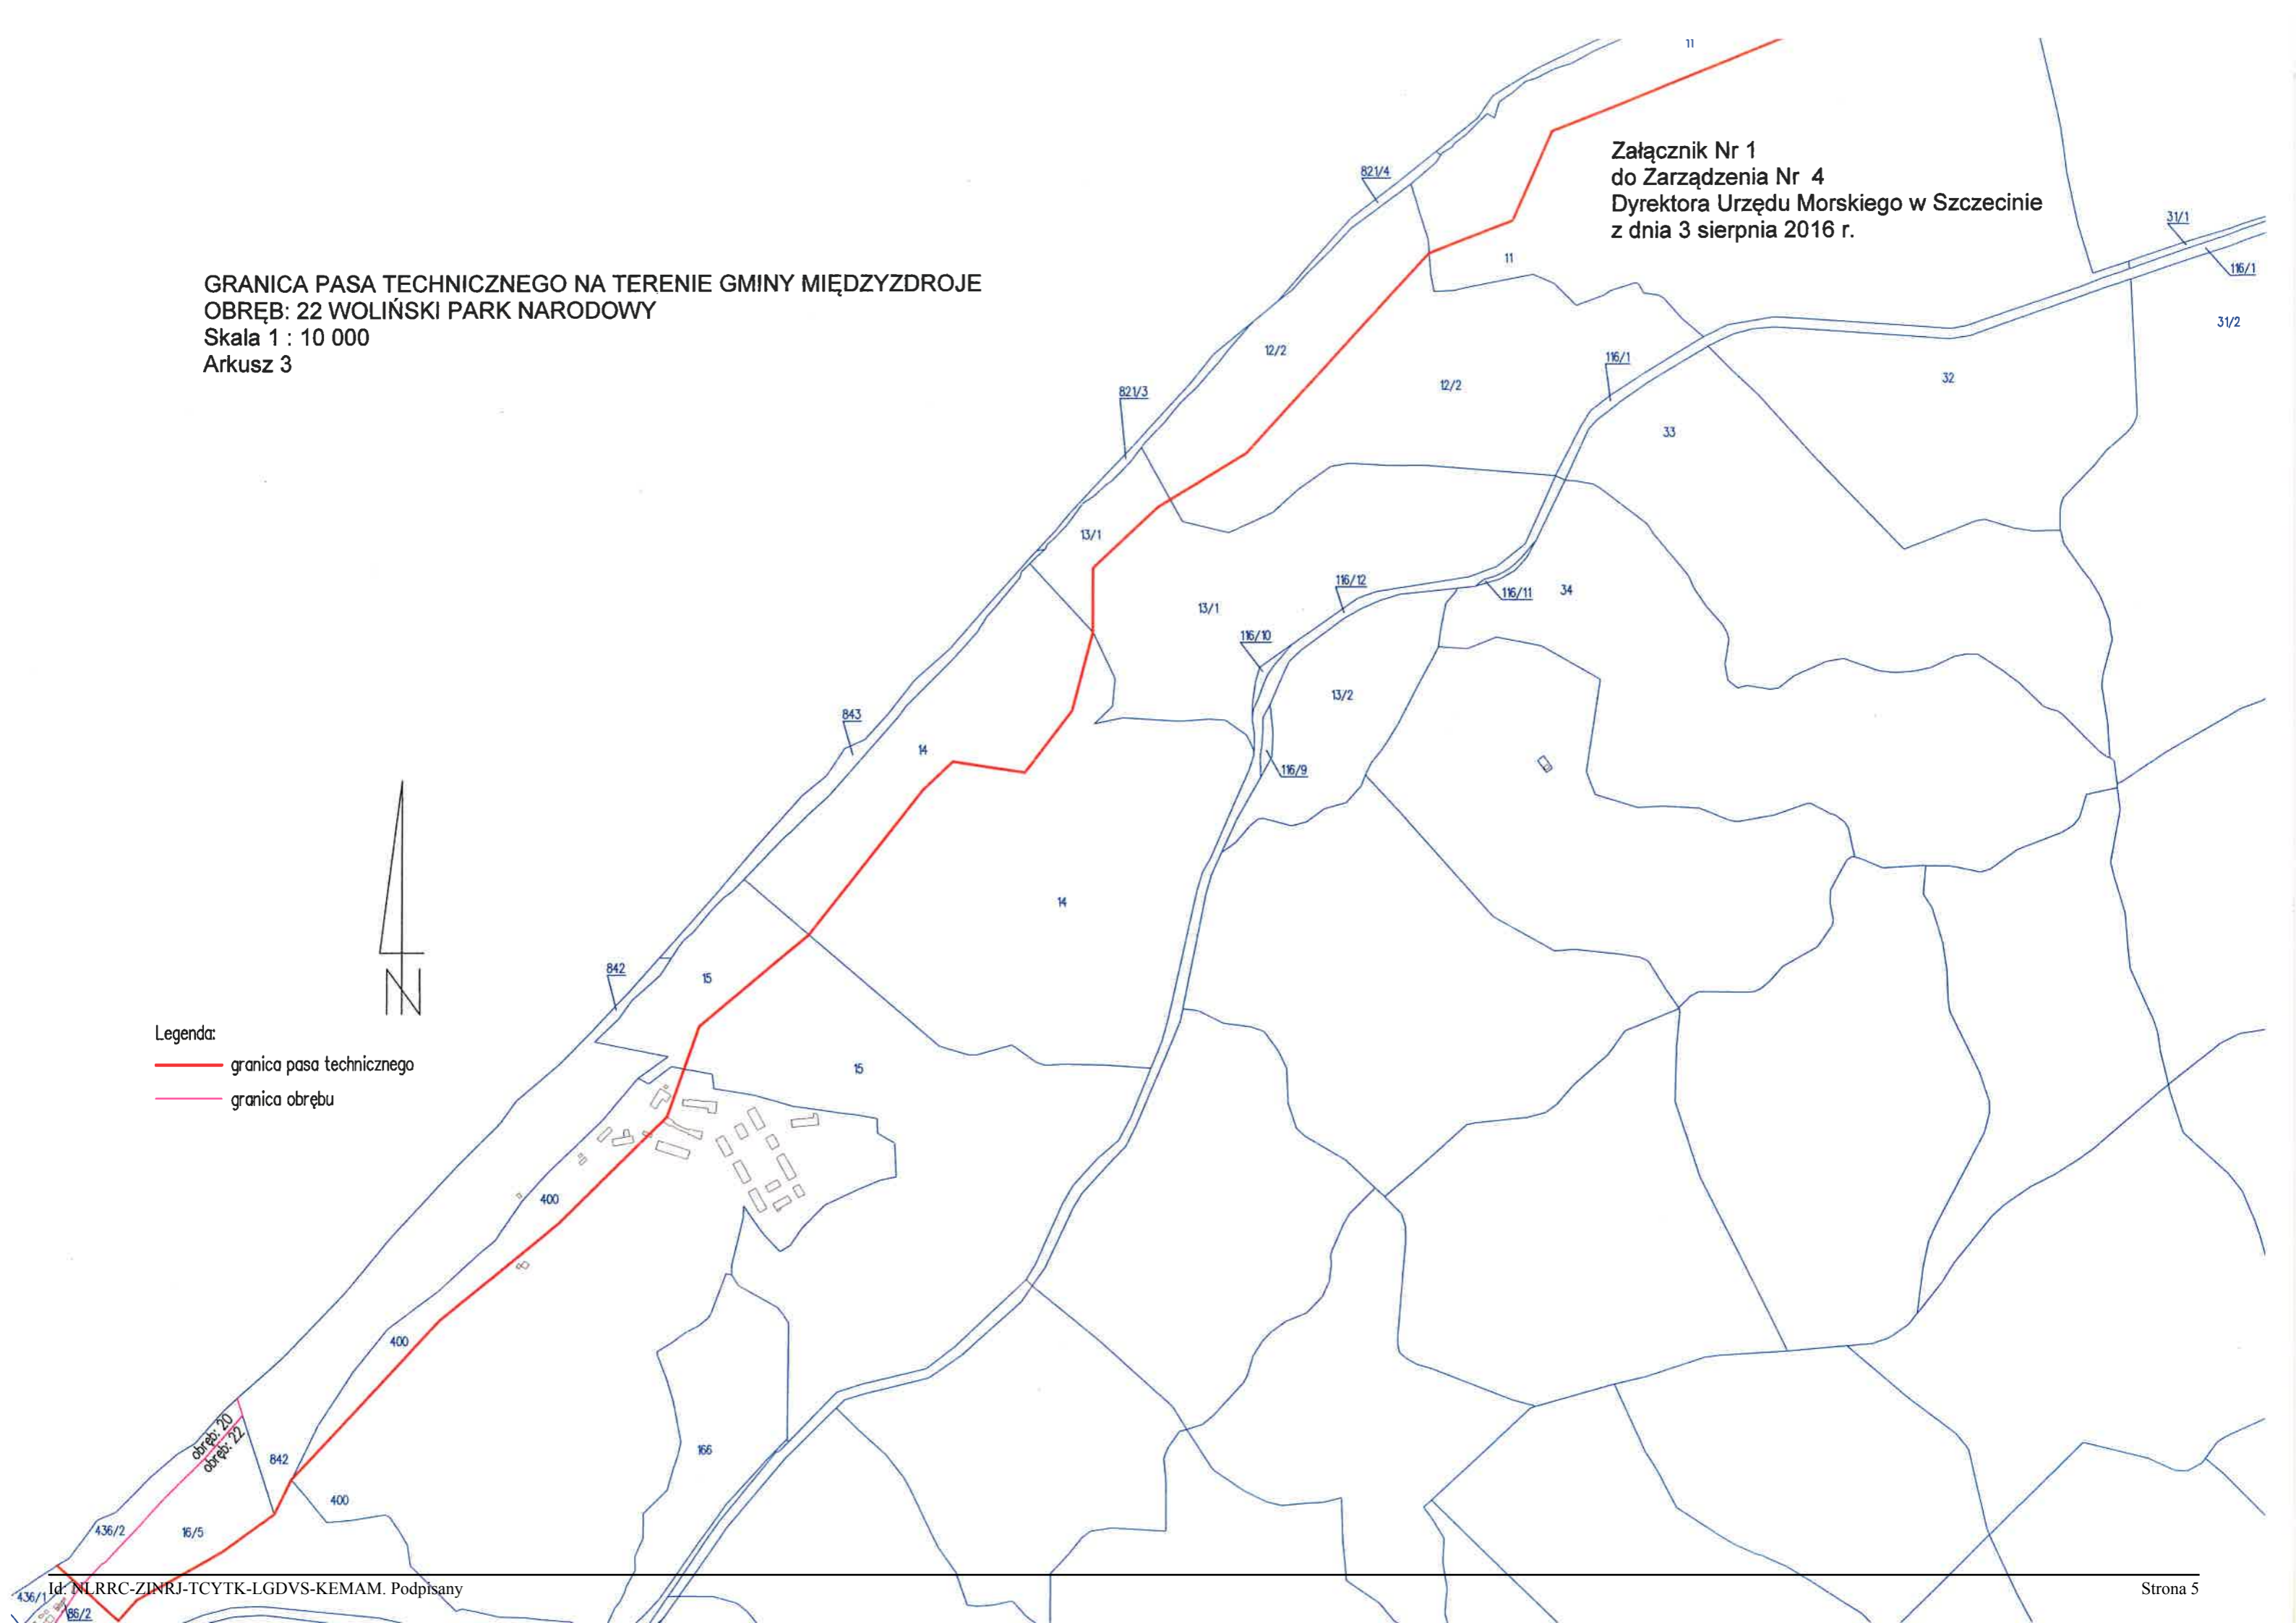 11
Załącznik Nr 1
do Zarządzenia Nr 4
Dyrektora Urzędu Morskiego w Szczecinie
z dnia 3 sierpnia 2016 r.
821/4
31/1
116/1
11
31/2
GRANICA PASA TECHNICZNEGO NA TERENIE GMINY MIĘDZYZDROJE
OBRĘB: 22 WOLIŃSKI PARK NARODOWY
Skala 1 : 10 000
Arkusz 3
12/2
116/1
32
12/2
821/3
33
13/1
116/12
116/11
34
13/1
116/10
13/2
843
14
116/9
14
842
15
N
Legenda:
granica pasa technicznego
granica obrębu
15
400
400
obręb: 20
obręb: 22
842
166
400
436/2
16/5
Id: NLRRC-ZINRJ-TCYTK-LGDVS-KEMAM. Podpisany
Strona 5
436/1
86/2